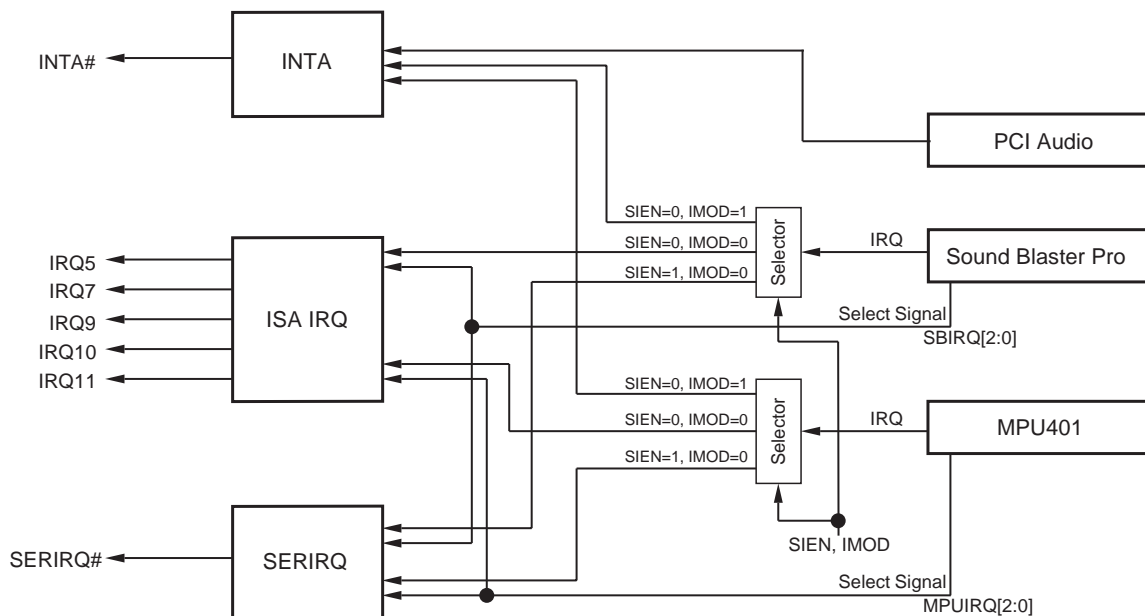 INTA#
INTA
PCI Audio
SIEN=0, IMOD=1
SIEN=0, IMOD=0
SIEN=1, IMOD=0
Selector
IRQ
Sound Blaster Pro
Select Signal
SBIRQ[2:0]
IRQ5
IRQ7
IRQ9
IRQ10
IRQ11
ISA IRQ
SIEN=0, IMOD=1
SIEN=0, IMOD=0
SIEN=1, IMOD=0
Selector
IRQ
MPU401
SIEN, IMOD
SERIRQ#
SERIRQ
Select Signal
MPUIRQ[2:0]